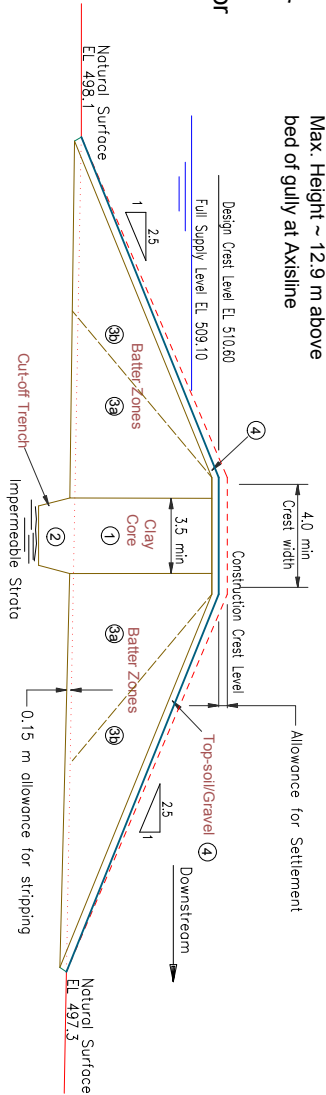 or
Max. Height ~ 12.9 m above
bed of gully at Axisline
Design Crest Level EL 510.60
Full Supply Level EL 509.10
4.0 min
Crest width
Construction Crest Level
Allowance for Settlement
Natural Surface
EL 498.1
1
2.5
4
3.5 min
Top-soil/Gravel 4
2.5
1
Downstream
3b 3a
Batter Zones
Clay
Core
1
3a 3b
Batter Zones
Cut-off Trench
2
Impermeable Strata
0.15 m allowance for stripping
Natural Surface
EL 497.3